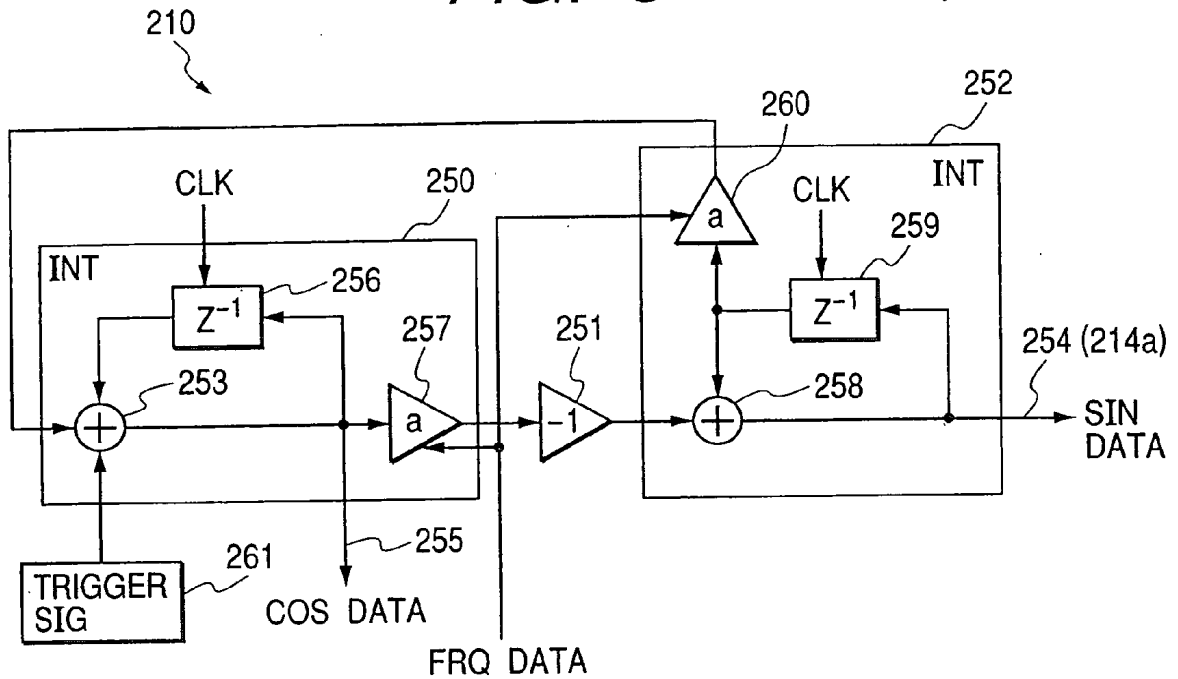 210
252
260
CLK
250
CLK
INT
INT
a
259
Z⁻¹
256
Z⁻¹
257
251
254 (214a)
253
258
+
a
-1
+
SIN
DATA
255
261
TRIGGER
SIG
COS DATA
FRQ DATA